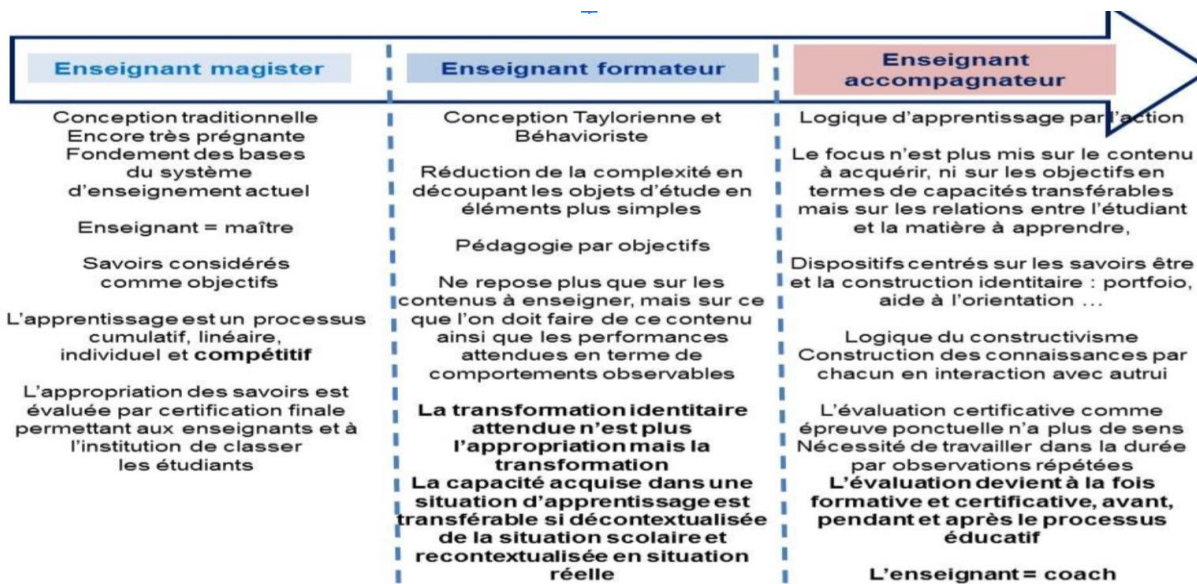 Enseignant magister
Conception traditionnelle
Encore très prégnante
Fondement des bases
du système
d'enseignement actuel
Enseignant = maître
Savoirs considérés
comme objectifs
L'apprentissage est un processus
cumulatif, linéaire,
individuel et compétitif
L'appropriation des savoirs est
évaluée par certification finale
permettant aux enseignants et à
l'institution de classer
les étudiants
Enseignant formateur
Conception Taylorienne et
Béhavioriste
Réduction de la complexité en
découpant les objets d'étude en
éléments plus simples
Pédagogie par objectifs
Ne repose plus que sur les
contenus à enseigner, mais sur ce
que l'on doit faire de ce contenu
ainsi que les performances
attendues en terme de
comportements observables
La transformation identitaire
attendue n'est plus
l'appropriation mais la
transformation
La capacité acquise dans une
situation d'apprentissage est
transférable si décontextualisée
de la situation scolaire et
recontextualisée en situation
réelle
Enseignant
accompagnateur
Logique d'apprentissage par l'action
Le focus n'est plus mis sur le contenu
à acquérir, ni sur les objectifs en
termes de capacités transférables
mais sur les relations entre l'étudiant
et la matière à apprendre,
Dispositifs centrés sur les savoirs être
et la construction identitaire : portfoio,
aide à l'orientation ...
Logique du constructivisme
Construction des connaissances par
chacun en interaction avec autrui
L'évaluation certificative comme
épreuve ponctuelle n'a plus de sens
Nécessité de travailler dans la durée
par observations répétées
L'évaluation devient à la fois
formative et certificative, avant,
pendant et après le processus
éducatif
L'enseignant = coach